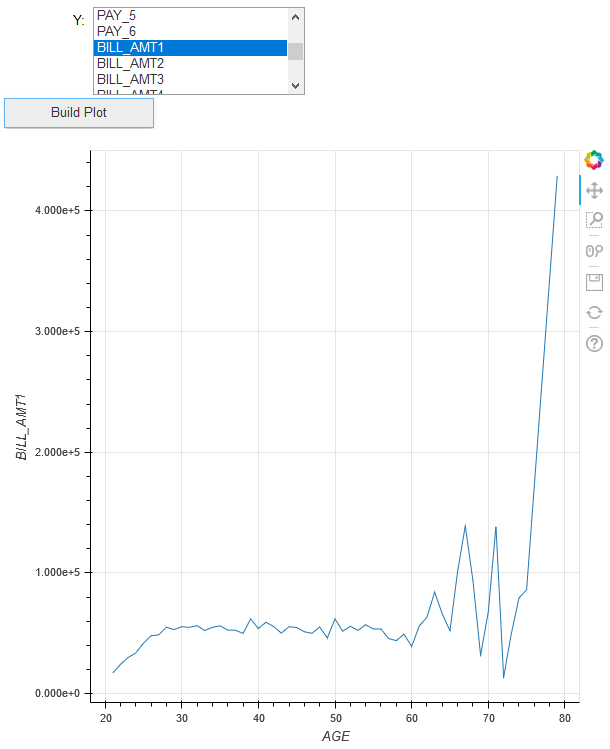 Y:
PAY_5
PAY_6
BILL_AMT1
BILL_AMT2
BILL_AMT3
BILL_AMT4
Build Plot
4.000e+5
3.000e+5
2.000e+5
1.000e+5
0.000e+0
BILL_AMT1
20 30 40 50 60 70 80
AGE
?